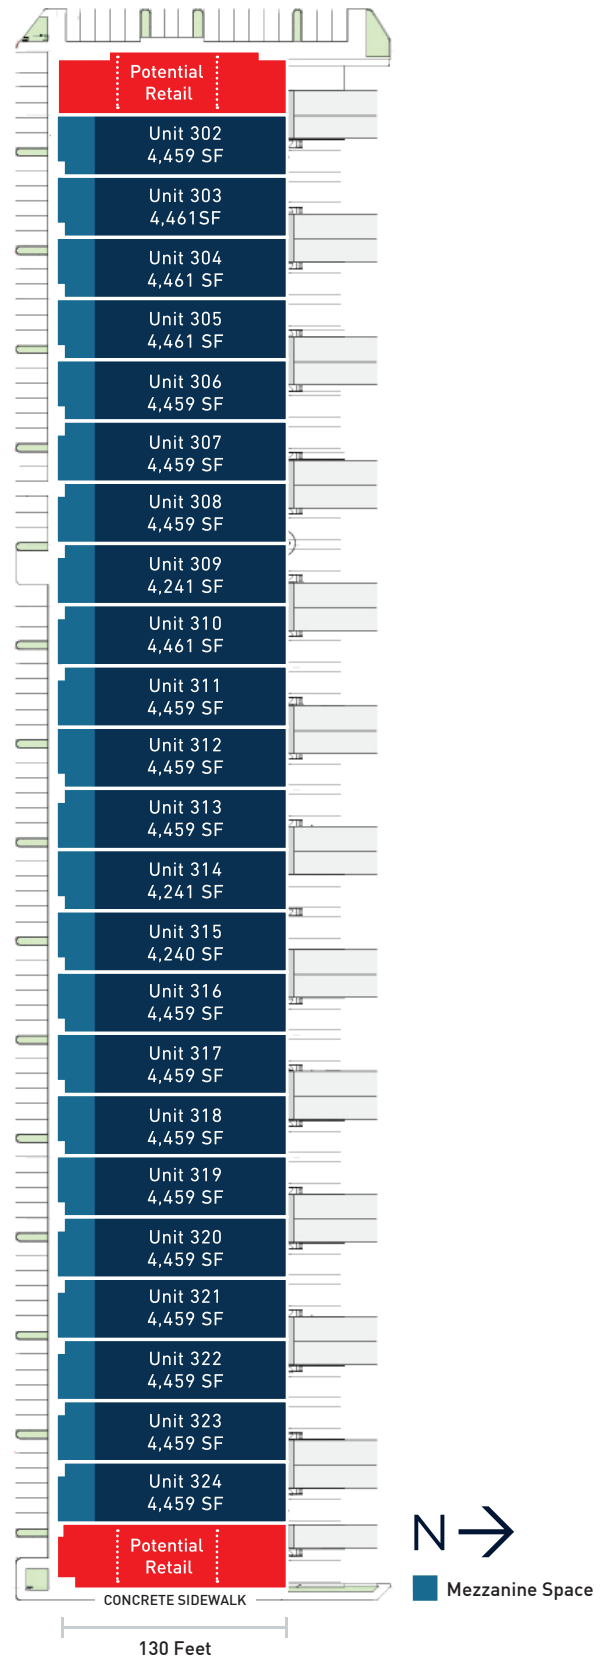 Potential
Retail
Unit 302
4,459 SF
Unit 303
4,461SF
Unit 304
4,461 SF
Unit 305
4,461 SF
Unit 306
4,459 SF
Unit 307
4,459 SF
Unit 308
4,459 SF
Unit 309
4,241 SF
Unit 310
4,461 SF
Unit 311
4,459 SF
Unit 312
4,459 SF
Unit 313
4,459 SF
Unit 314
4,241 SF
Unit 315
4,240 SF
Unit 316
4,459 SF
Unit 317
4,459 SF
Unit 318
4,459 SF
Unit 319
4,459 SF
Unit 320
4,459 SF
Unit 321
4,459 SF
Unit 322
4,459 SF
Unit 323
4,459 SF
Unit 324
4,459 SF
Potential
Retail
N
Mezzanine Space
CONCRETE SIDEWALK
130 Feet